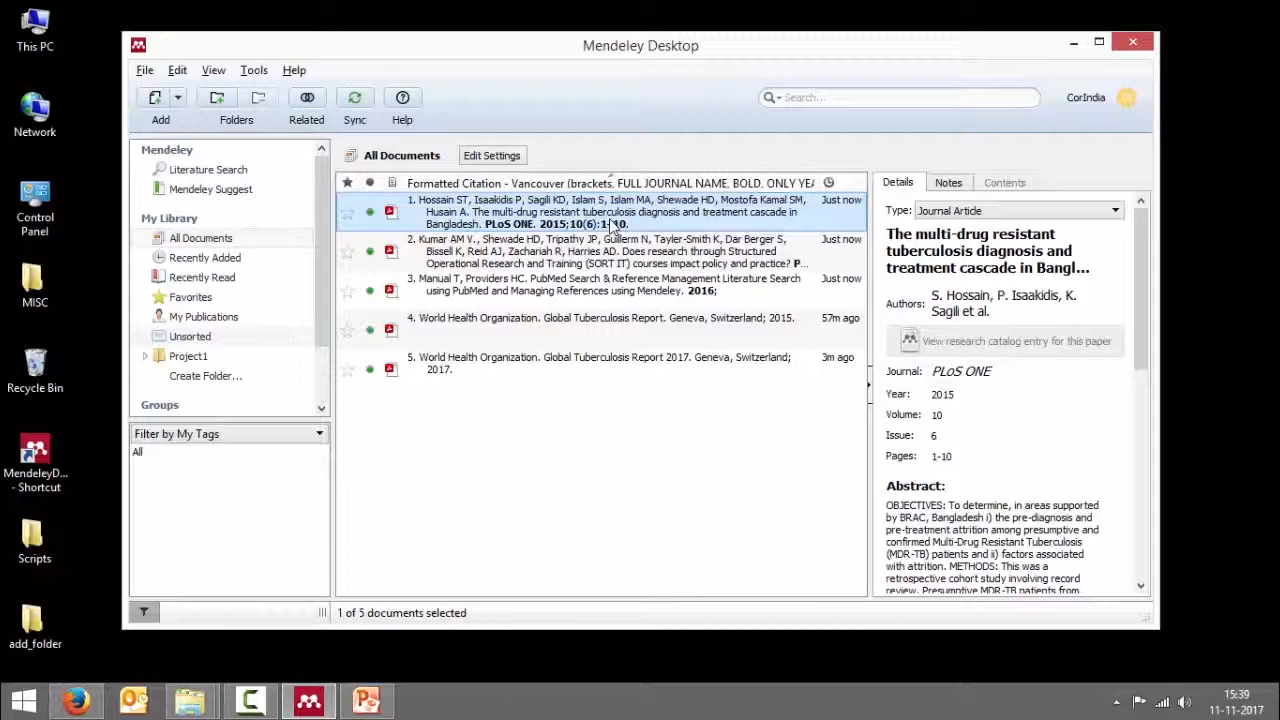 This PC
Network
Control
Panel
MISC
Recycle Bin
MendeleyD...
- Shortcut
Scripts
add_folder
Mendeley Desktop
File Edit View Tools Help
Search...
CorIndia
Add Folders Related Sync Help
Mendeley
Literature Search
Mendeley Suggest
My Library
All Documents
Recently Added
Recently Read
Favorites
My Publications
Unsorted
Project1
Create Folder...
Groups
Filter by My Tags
All
All Documents Edit Settings
Formatted Citation - Vancouver (brackets, FULL JOURNAL NAME, BOLD, ONLY YEA
1. Hossain ST, Isaakidis P, Sagili KD, Islam S, Islam MA, Shewade HD, Mostofa Kamal SM, Just now
Husain A. The multi-drug resistant tuberculosis diagnosis and treatment cascade in
Bangladesh. PLoS ONE. 2015;10(6):1-10.
2. Kumar AM V., Shewade HD, Tripathy JP, Guillerm N, Tayler-Smith K, Dar Berger S, Just now
Bissell K, Reid AJ, Zachariah R, Harries AD. Does research through Structured
Operational Research and Training (SORT IT) courses impact policy and practice? P...
3. Manual T, Providers HC. PubMed Search & Reference Management Literature Search Just now
using PubMed and Managing References using Mendeley. 2016;
4. World Health Organization. Global Tuberculosis Report. Geneva, Switzerland; 2015. 57m ago
5. World Health Organization. Global Tuberculosis Report 2017. Geneva, Switzerland; 3m ago
2017.
1 of 5 documents selected
Details Notes Contents
Type: Journal Article
The multi-drug resistant
tuberculosis diagnosis and
treatment cascade in Bangl...
Authors: S. Hossain, P. Isaakidis, K.
Sagili et al.
View research catalog entry for this paper
Journal: PLoS ONE
Year: 2015
Volume: 10
Issue: 6
Pages: 1-10
Abstract:
OBJECTIVES: To determine, in areas supported
by BRAC, Bangladesh i) the pre-diagnosis and
pre-treatment attrition among presumptive and
confirmed Multi-Drug Resistant Tuberculosis
(MDR-TB) patients and ii) factors associated
with attrition. METHODS: This was a
retrospective cohort study involving record
review. Presumptive MDR-TB patients from
15:39
11-11-2017